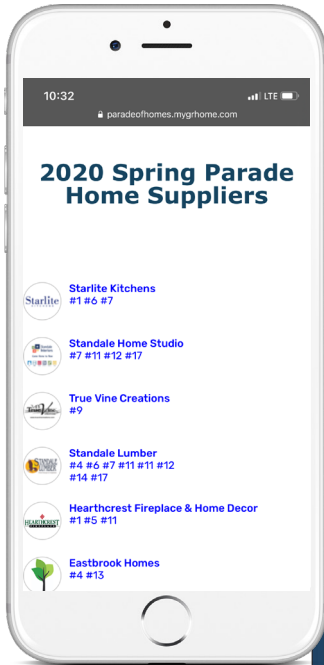 10:32
LTE
paradeofhomes.mygrhome.com
2020 Spring Parade
Home Suppliers
Starlite
Starlite Kitchens
#1 #6 #7
Standale Home Studio
#7 #11 #12 #17
True Vine Creations
#9
Standale Lumber
#4 #6 #7 #11 #11 #12
#14 #17
HEARTHCREST
Hearthcrest Fireplace & Home Decor
#1 #5 #11
Eastbrook Homes
#4 #13